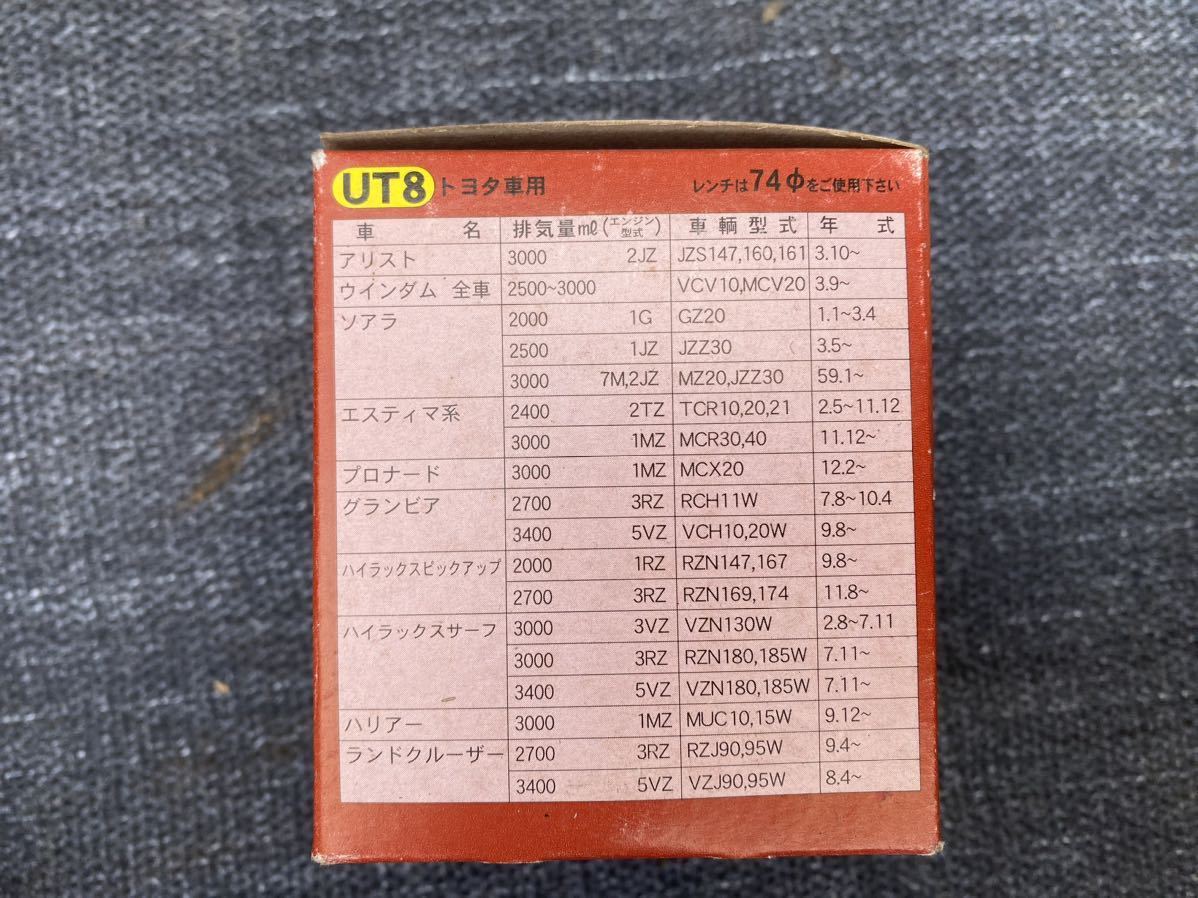 UT8 トヨタ車用 レンチは74φをご使用下さい
車名 排気量mℓ(エンジン型式) 車輌型式 年式
アリスト 3000 2JZ JZS147,160,161 3.10~
ウインダム 全車 2500~3000 VCV10,MCV20 3.9~
ソアラ 2000 1G GZ20 1.1~3.4
2500 1JZ JZZ30 3.5~
3000 7M,2JZ MZ20,JZZ30 59.1~
エスティマ系 2400 2TZ TCR10,20,21 2.5~11.12
3000 1MZ MCR30,40 11.12~
プロナード 3000 1MZ MCX20 12.2~
グランビア 2700 3RZ RCH11W 7.8~10.4
3400 5VZ VCH10,20W 9.8~
ハイラックスピックアップ 2000 1RZ RZN147,167 9.8~
2700 3RZ RZN169,174 11.8~
ハイラックスサーフ 3000 3VZ VZN130W 2.8~7.11
3000 3RZ RZN180,185W 7.11~
3400 5VZ VZN180,185W 7.11~
ハリアー 3000 1MZ MUC10,15W 9.12~
ランドクルーザー 2700 3RZ RZJ90,95W 9.4~
3400 5VZ VZJ90,95W 8.4~